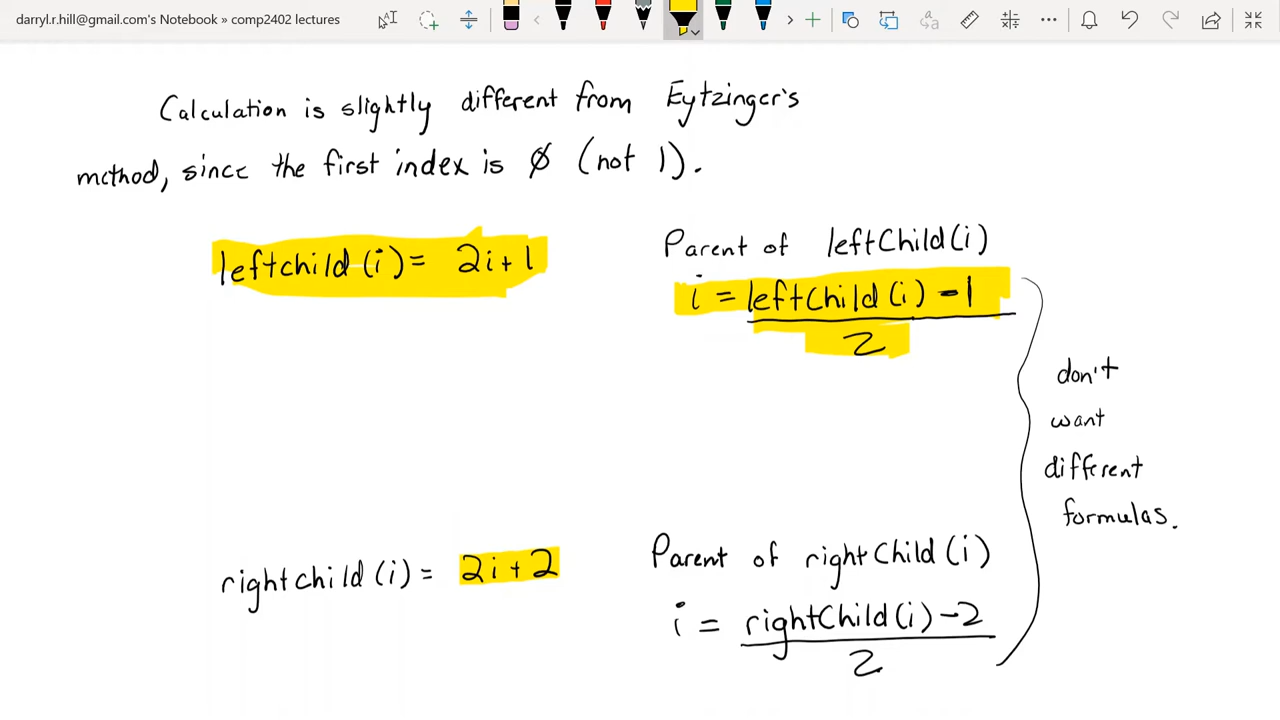 darryl.r.hill@gmail.com's Notebook » comp2402 lectures
Calculation is slightly different from Eytzinger's
method, since the first index is 0 (not 1).
leftchild (i) = 2i + 1
Parent of leftChild(i)
i = leftChild(i) - 1
2
don't
want
different
formulas.
rightchild (i) = 2i + 2
Parent of rightChild(i)
i = rightChild(i) - 2
2